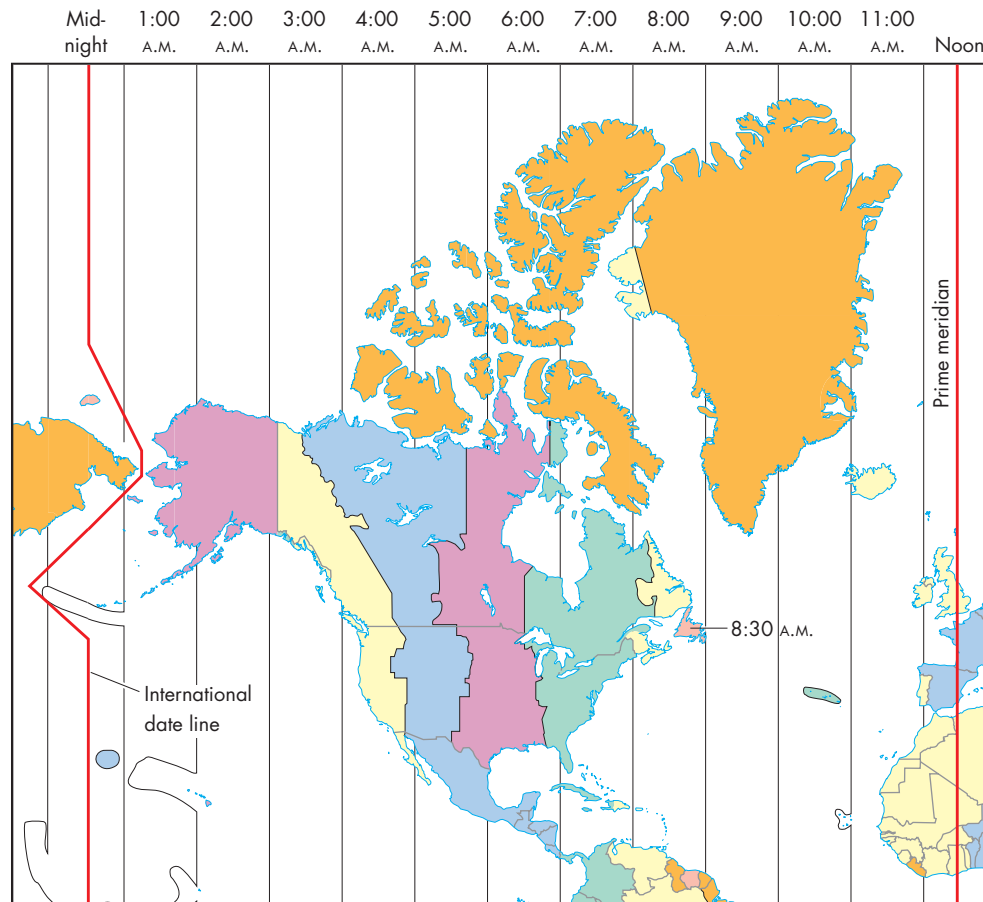 Mid-
night
1:00
A.M.
2:00
A.M.
3:00
A.M.
4:00
A.M.
5:00
A.M.
6:00
A.M.
7:00
A.M.
8:00
A.M.
9:00
A.M.
10:00
A.M.
11:00
A.M.
Noon
Prime meridian
8:30 A.M.
International
date line